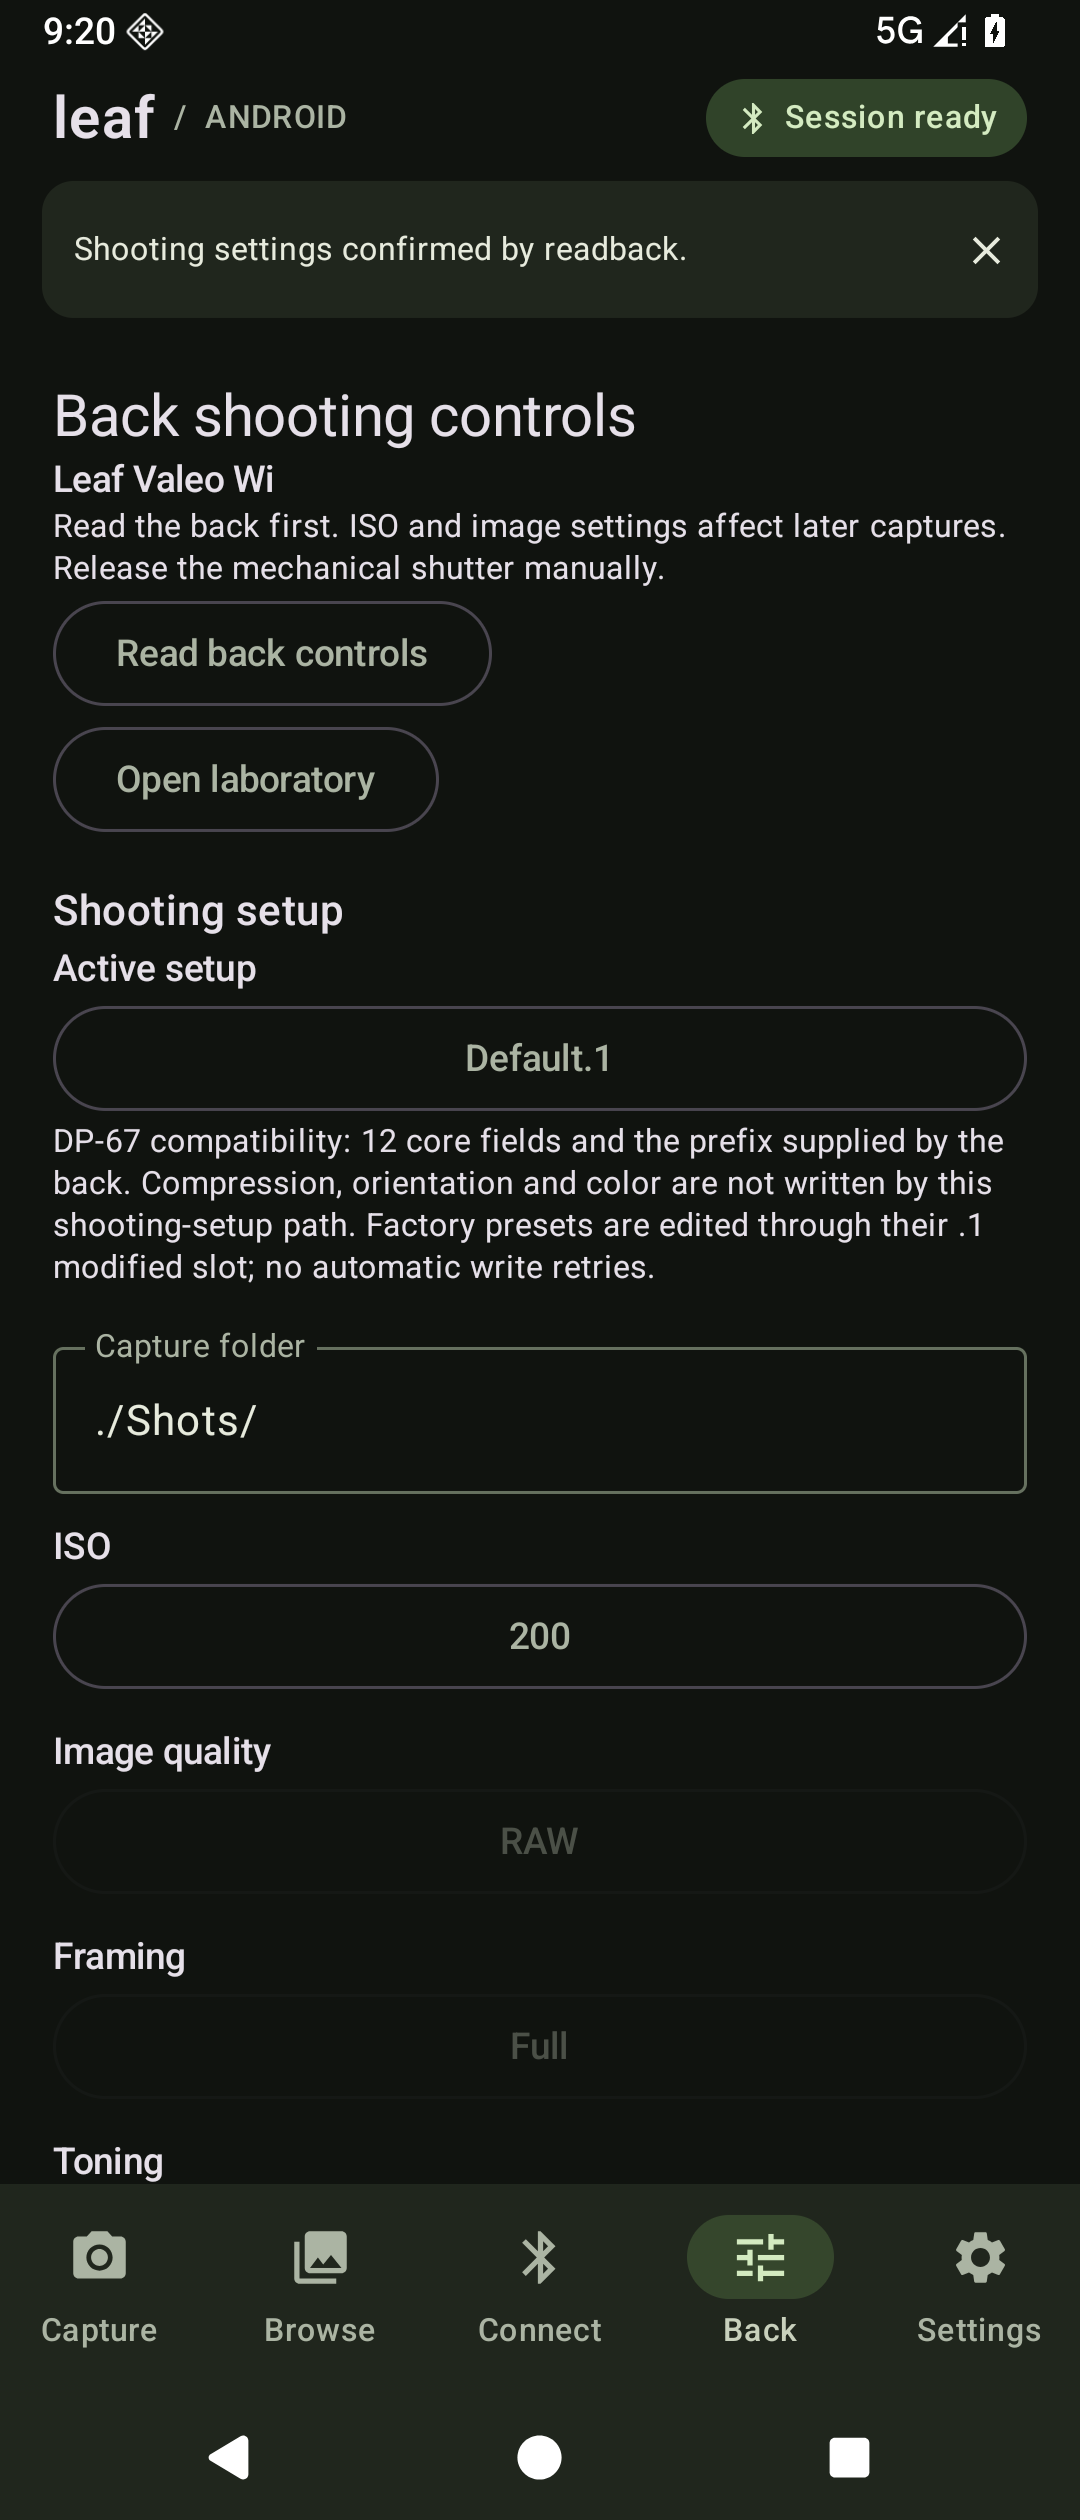 9:20
5G
leaf / ANDROID
Session ready
Shooting settings confirmed by readback.
Back shooting controls
Leaf Valeo Wi
Read the back first. ISO and image settings affect later captures.
Release the mechanical shutter manually.
Read back controls
Open laboratory
Shooting setup
Active setup
Default.1
DP-67 compatibility: 12 core fields and the prefix supplied by the
back. Compression, orientation and color are not written by this
shooting-setup path. Factory presets are edited through their .1
modified slot; no automatic write retries.
Capture folder
./Shots/
ISO
200
Image quality
RAW
Framing
Full
Toning
Capture
Browse
Connect
Back
Settings